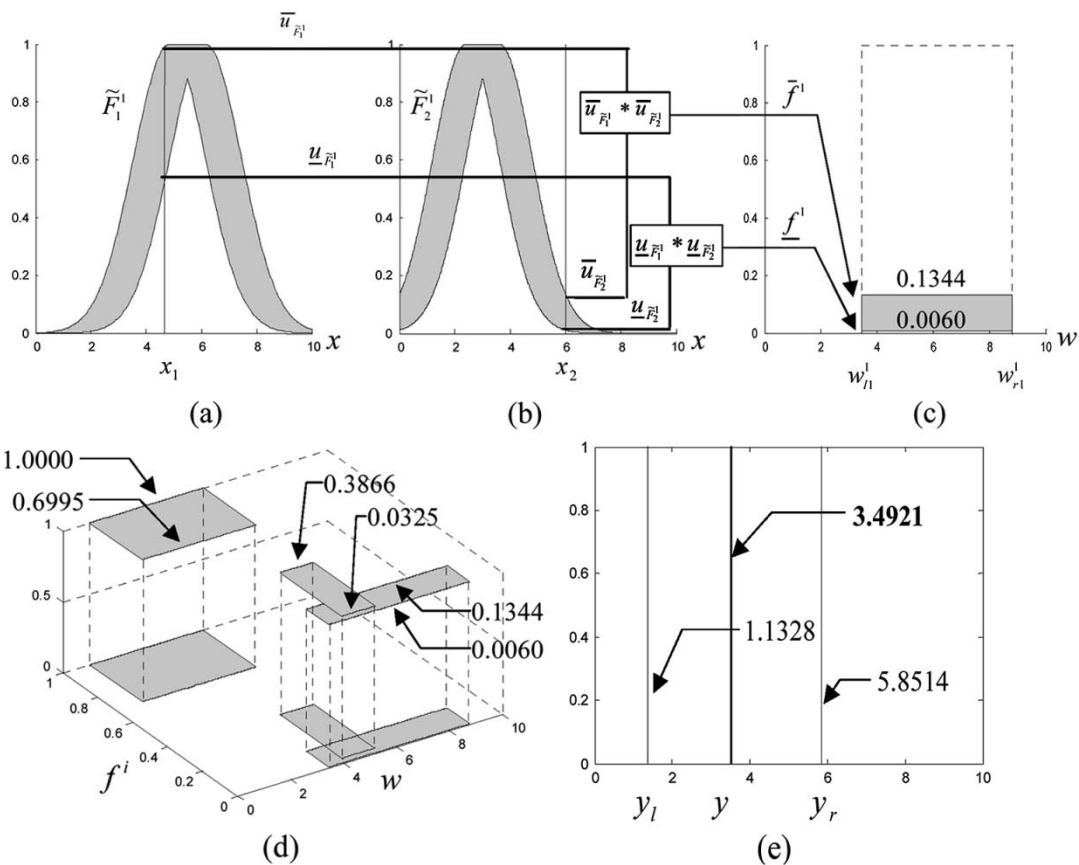 u̅_F̃₁¹
1
0.8
0.6
0.4
0.2
0
F̃₁¹
u̲_F̃₁¹
0 2 4 6 8 10 x
x₁
(a)
1
0.8
0.6
0.4
0.2
0
F̃₂¹
u̅_F̃₁¹ * u̅_F̃₂¹
u̲_F̃₁¹ * u̲_F̃₂¹
u̅_F̃₂¹
u̲_F̃₂¹
0 2 4 6 8 10 x
x₂
(b)
1
0.8
0.6
0.4
0.2
0
f̅¹
f̲¹
0.1344
0.0060
0 2 4 6 8 10 w
w_l1¹ w_r1¹
(c)
1.0000
0.6995
0.3866
0.0325
0.1344
0.0060
1
0.5
0
1
0.8
0.6
0.4
0.2
0
fⁱ
0
2
4
6
8
10
w
(d)
1
0.8
0.6
0.4
0.2
0
3.4921
1.1328
5.8514
0 2 4 6 8 10
y_l y y_r
(e)